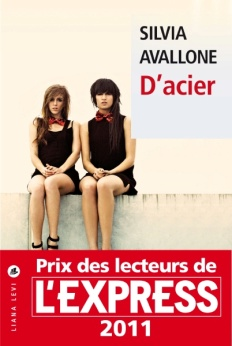 SILVIA
AVALLONE
D'acier
LIANA LEVI
Prix des lecteurs de
L'EXPRESS
2011